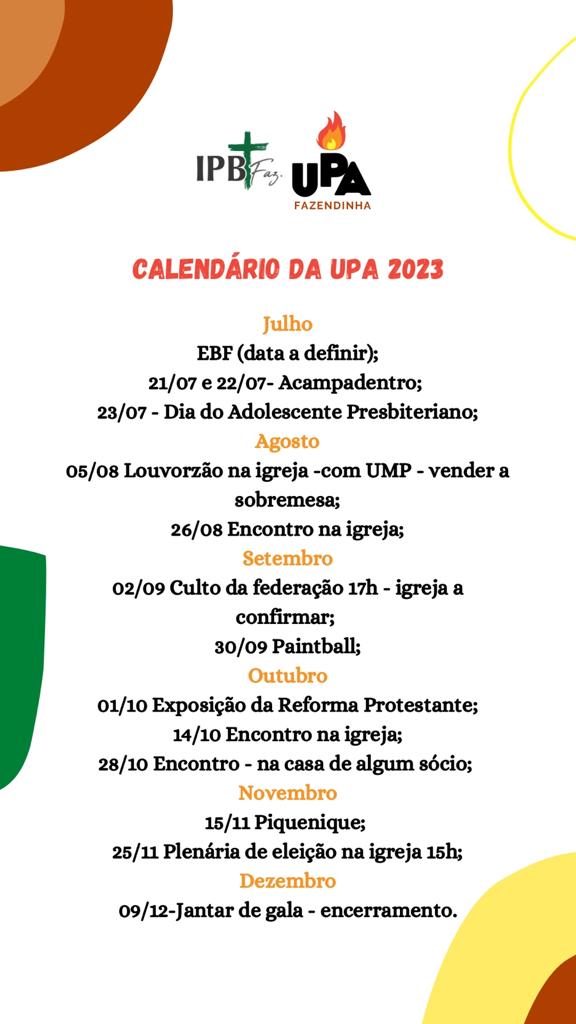 IPB Faz.
UPA
FAZENDINHA
CALENDÁRIO DA UPA 2023
Julho
EBF (data a definir);
21/07 e 22/07- Acampadentro;
23/07 - Dia do Adolescente Presbiteriano;
Agosto
05/08 Louvorzão na igreja -com UMP - vender a
sobremesa;
26/08 Encontro na igreja;
Setembro
02/09 Culto da federação 17h - igreja a
confirmar;
30/09 Paintball;
Outubro
01/10 Exposição da Reforma Protestante;
14/10 Encontro na igreja;
28/10 Encontro - na casa de algum sócio;
Novembro
15/11 Piquenique;
25/11 Plenária de eleição na igreja 15h;
Dezembro
09/12-Jantar de gala - encerramento.